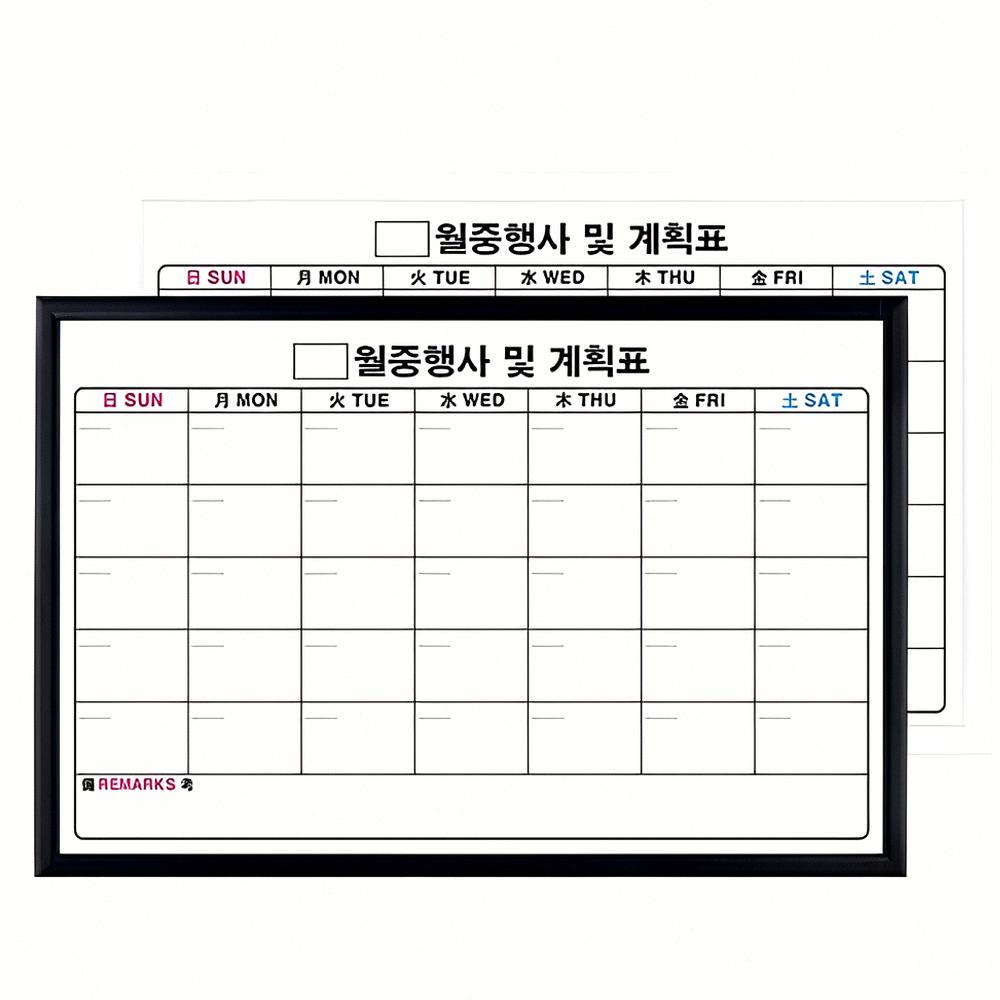 월중행사 및 계획표
日 SUN 月 MON 火 TUE 水 WED 木 THU 金 FRI 土 SAT
월중행사 및 계획표
日 SUN 月 MON 火 TUE 水 WED 木 THU 金 FRI 土 SAT
REMARKS